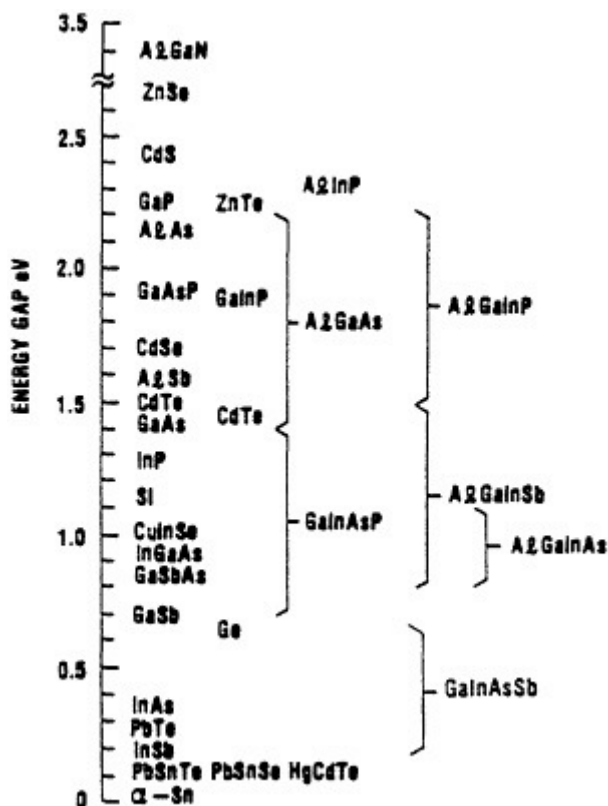 3.5
AℓGaN
ZnSe
2.5
CdS
AℓInP
GaP ZnTe
AℓAs
2.0
GaAsP GaInP
AℓGaAs AℓGaInP
CdSe
AℓSb
1.5 CdTe
GaAs CdTe
InP
Si
AℓGaInSb
GaInAsP
1.0 CuInSe
AℓGaInAs
InGaAs
GaSbAs
GaSb Ge
0.5
GaInAsSb
InAs
PbTe
InSb
PbSnTe PbSnSe HgCdTe
0 α-Sn
ENERGY GAP eV